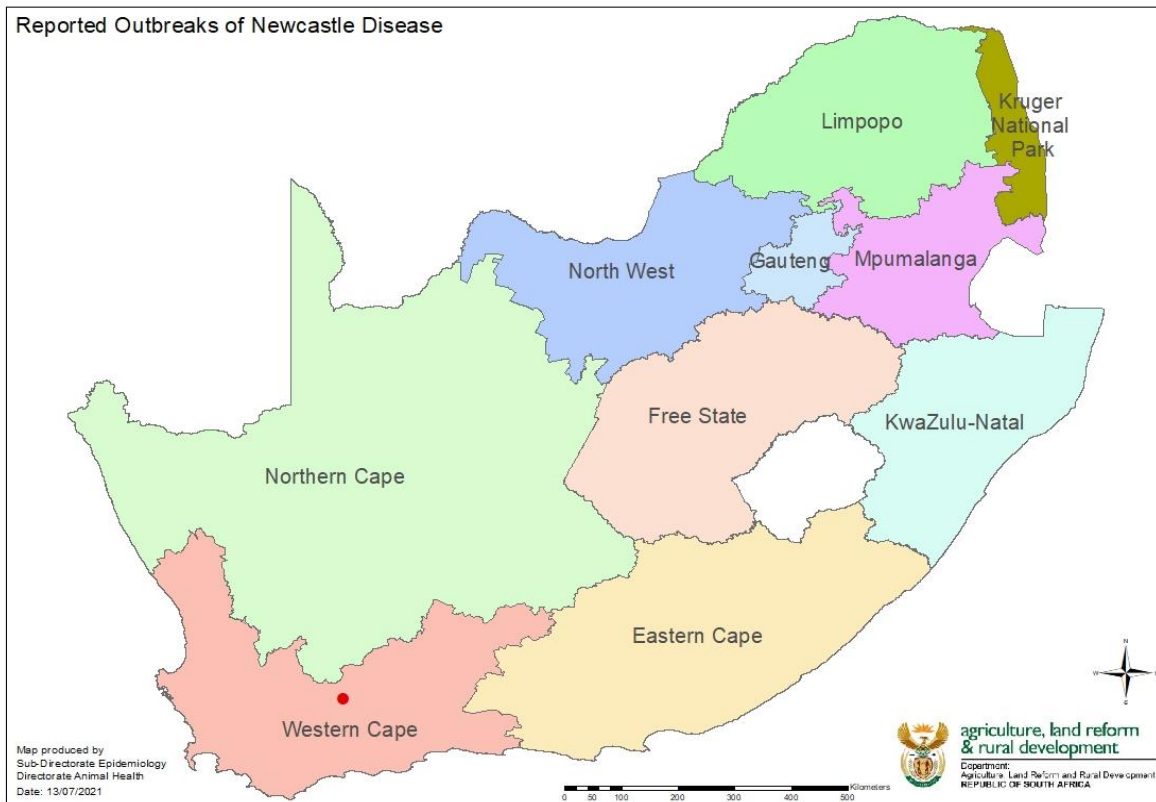 Reported Outbreaks of Newcastle Disease
Limpopo
Kruger
National
Park
North West
Gauteng
Mpumalanga
Free State
KwaZulu-Natal
Northern Cape
Eastern Cape
Western Cape
N
W
S
Map produced by
Sub-Directorate Epidemiology
Directorate Animal Health
Date: 13/07/2021
Kilometers
0 50 100 200 300 400 500
agriculture, land reform
& rural development
Department:
Agriculture, Land Reform and Rural Development
REPUBLIC OF SOUTH AFRICA